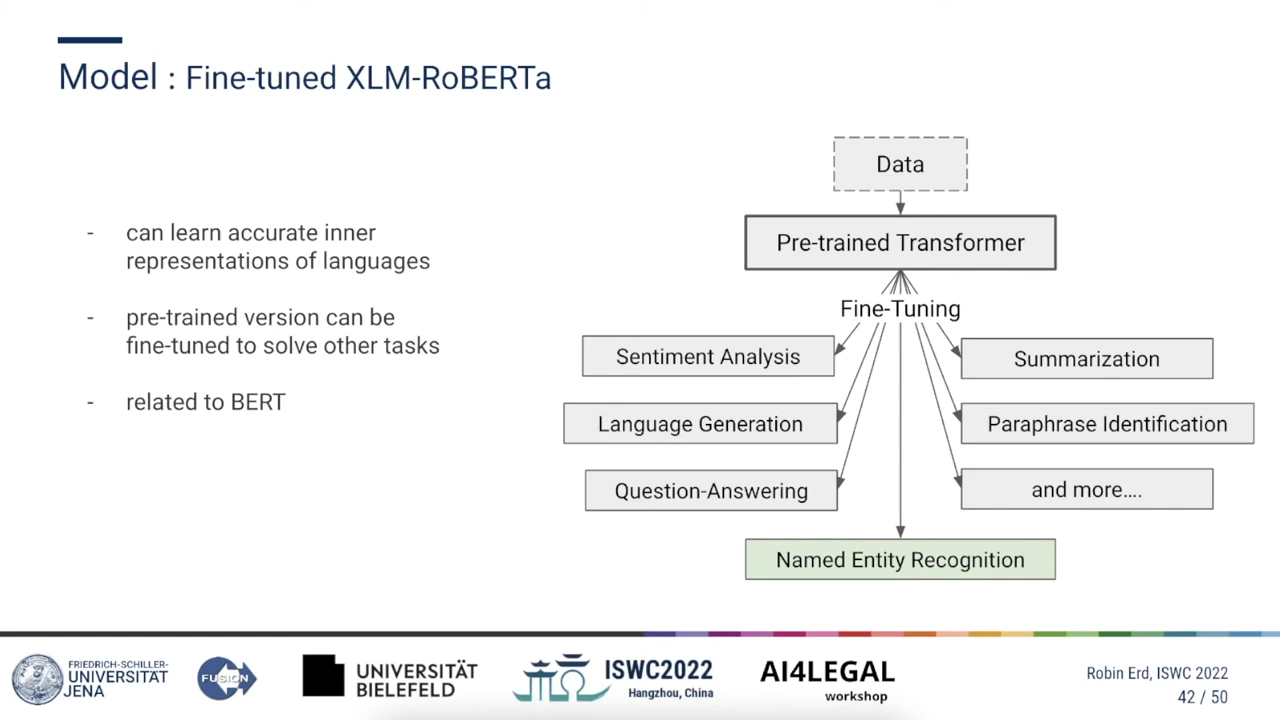 Model : Fine-tuned XLM-RoBERTa
- can learn accurate inner
representations of languages
- pre-trained version can be
fine-tuned to solve other tasks
- related to BERT
Data
Pre-trained Transformer
Fine-Tuning
Sentiment Analysis
Summarization
Language Generation
Paraphrase Identification
Question-Answering
and more....
Named Entity Recognition
FRIEDRICH-SCHILLER-
UNIVERSITÄT
JENA
FUSION
UNIVERSITÄT
BIELEFELD
ISWC2022
Hangzhou, China
AI4LEGAL
workshop
Robin Erd, ISWC 2022
42 / 50